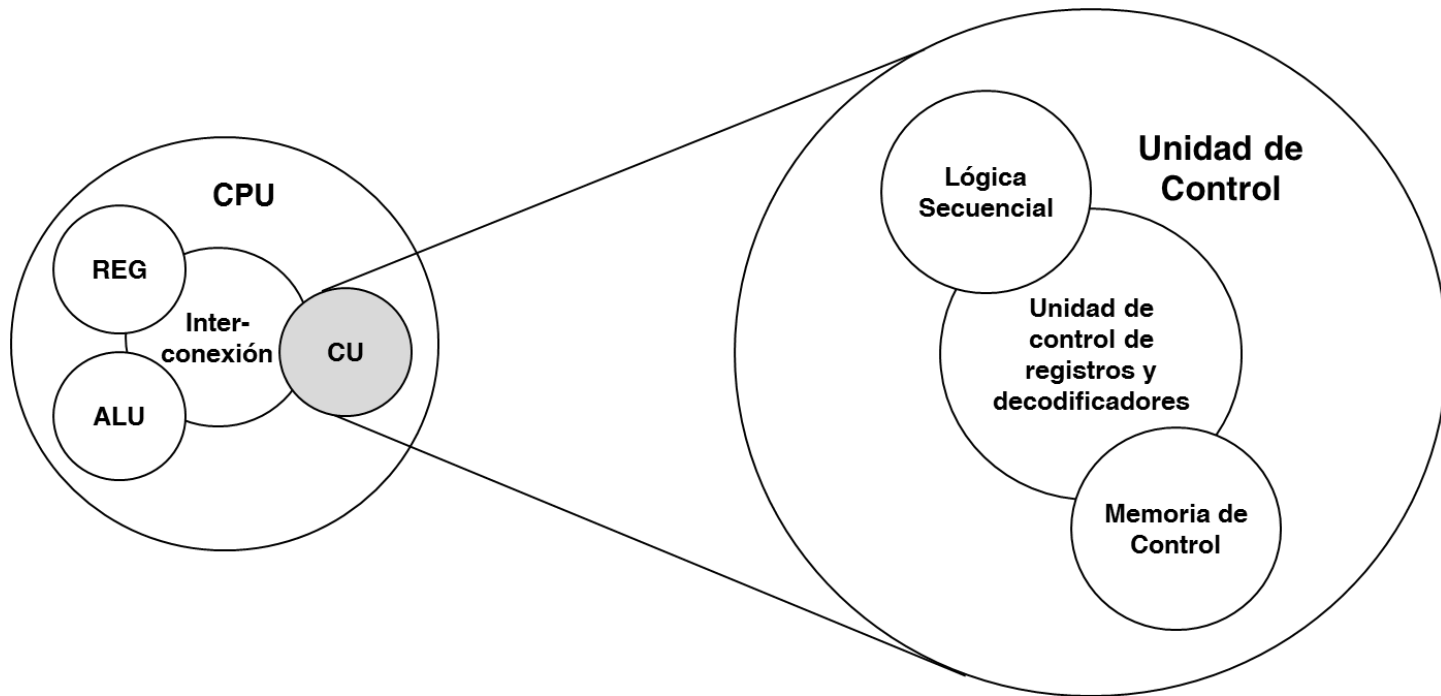 CPU
REG
Inter-
conexión
CU
ALU
Unidad de
Control
Lógica
Secuencial
Unidad de
control de
registros y
decodificadores
Memoria de
Control